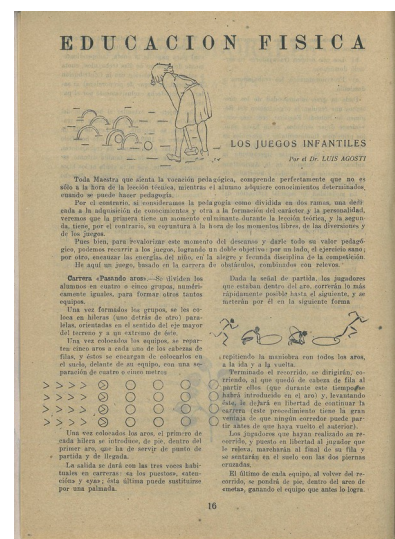 EDUCACION FISICA
LOS JUEGOS INFANTILES
Por el Dr. LUIS AGOSTI
Toda Maestra que sienta la vocación pedagógica, comprende perfectamente que no es
sólo a la hora de la lección técnica, mientras el alumno adquiere conocimientos determinados,
cuando se puede hacer pedagogía.
Por el contrario, si consideramos la pedagogía como dividida en dos ramas, una dedi-
cada a la adquisición de conocimientos y otra a la formación del carácter y la personalidad,
veremos que la primera tiene su momento culminante durante la lección teórica, y la segun-
da, tiene, por el contrario, su coyuntura a la hora de los momentos libres, de las diversiones y
de los juegos.
Pues bien, para revalorizar este momento del descanso y darle todo su valor pedagó-
gico, podemos recurrir a los juegos, logrando un doble objetivo: por un lado, el ejercicio sano;
por otro, encauzar las energías del niño en la alegre y fecunda disciplina de la competición.
He aquí un juego, basado en la carrera de obstáculos, combinados con relevos.
Carrera «Pasando aros».—Se dividen los
alumnos en cuatro o cinco grupos, numéri-
camente iguales, para formar otros tantos
equipos.
Una vez formados los grupos, se los co-
loca en hileras (uno detrás de otro) para-
lelas, orientadas en el sentido del eje mayor
del terreno y a un extremo de éste.
Una vez colocados los equipos, se repar-
ten cinco aros a cada uno de los cabezas de
filas, y éstos se encargan de colocarlos en
el suelo, delante de su equipo, con una se-
paración de cuatro o cinco metros:
Una vez colocados los aros, el primero de
cada hilera se introduce, de pie, dentro del
primer aro, que ha de servir de punto de
partida y de llegada.
La salida se dará con las tres voces habi-
tuales en carreras: «a los puestos», «aten-
ción» y «ya»; ésta última puede sustituirse
por una palmada.
Dada la señal de partida, los jugadores
que estaban dentro del aro, correrán lo más
rápidamente posible hasta el siguiente, y se
meterán por él en la siguiente forma
repitiendo la maniobra con todos los aros,
a la ida y a la vuelta.
Terminado el recorrido, se dirigirán, co-
rriendo, al que quedó de cabeza de fila al
partir ellos (que durante este tiempo se
habrá introducido en el aro) y, levantando
éste, le dejará en libertad de continuar la
carrera (este procedimiento tiene la gran
ventaja de que ningún corredor puede par-
tir antes de que haya vuelto el anterior).
Los jugadores que hayan realizado su re-
corrido, y puesto en libertad al jugador que
le releva, marcharán al final de su fila y
se sentarán en el suelo con las piernas
cruzadas.
El último de cada equipo, al volver del re-
corrido, se pondrá de pie, dentro del aro de
«meta», ganando el equipo que antes lo logra.
16